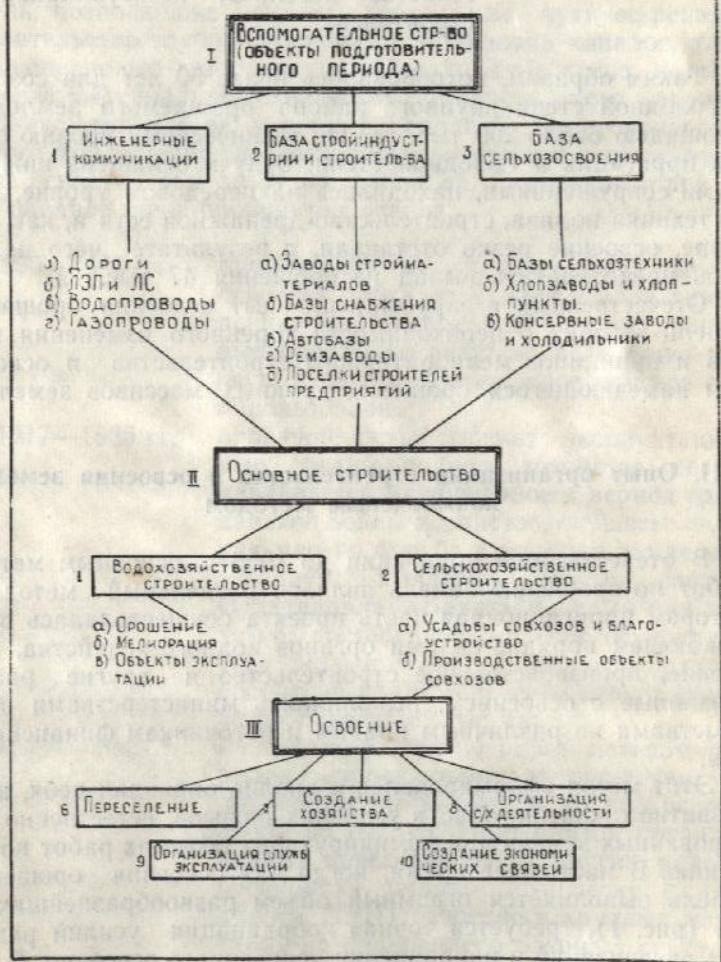 Вспомогательное стр-во
I
(объекты подготовитель-
ного периода)
1 Инженерные
коммуникации
2 База стройиндуст-
рии и строитель-ва
3 База
сельхозосвоения
а) Дороги
б) ЛЭП и ЛС
в) Водопроводы
г) Газопроводы
а) Заводы стройма-
териалов
б) Базы снабжения
строительства
в) Автобазы
г) Ремзаводы
д) Поселки строителей
предприятий
а) Базы сельхозтехники
б) Хлопзаводы и хлоп-
пункты.
в) Консервные заводы
и холодильники
II Основное строительство
1 Водохозяйственное
строительство
2 Сельскохозяйственное
строительство
а) Орошение
б) Мелиорация
в) Объекты эксплуа-
тации
а) Усадьбы совхозов и благо-
устройство
б) Производственные объекты
совхозов
III Освоение
6 Переселение
7 Создание
хозяйства
8 Организация
с/х деятельности
9 Организация служб
эксплуатации
10 Создание экономи-
ческих связей